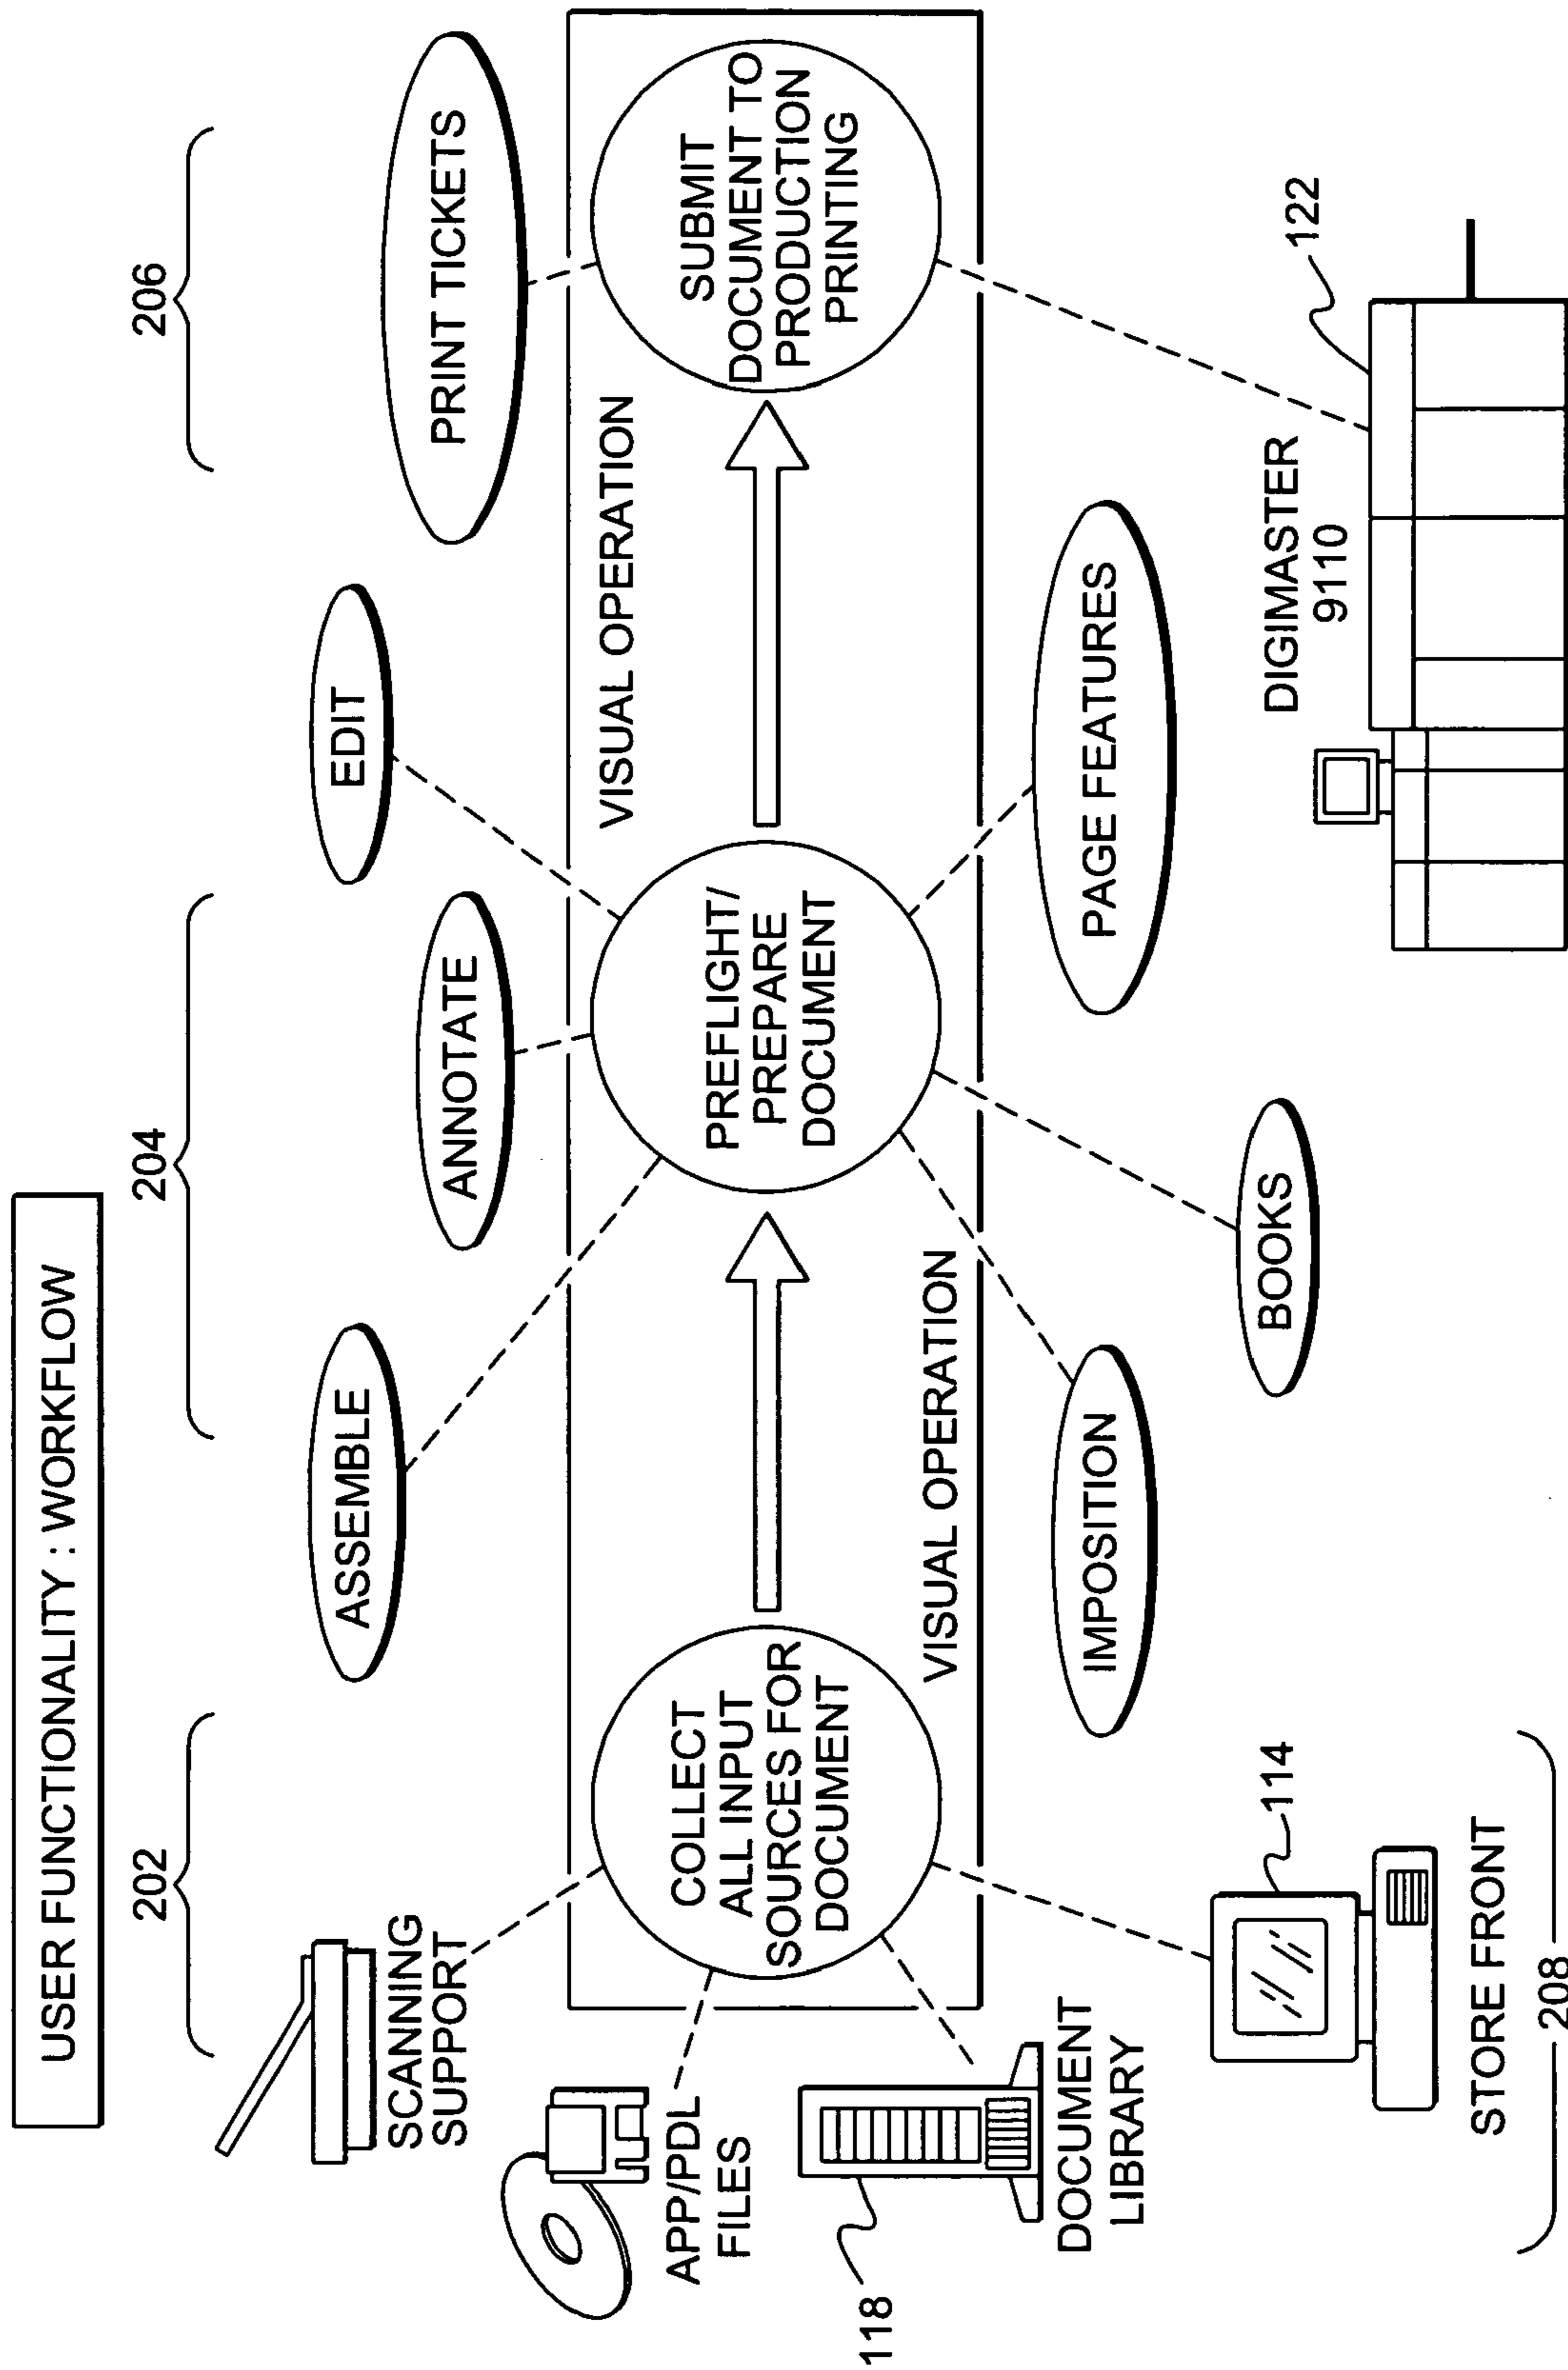 USER FUNCTIONALITY : WORKFLOW
202
204
206
SCANNING
SUPPORT
ASSEMBLE
ANNOTATE
EDIT
PRINT TICKETS
APP/PDL
FILES
VISUAL OPERATION
COLLECT
ALL INPUT
SOURCES FOR
DOCUMENT
PREFLIGHT/
PREPARE
DOCUMENT
SUBMIT
DOCUMENT TO
PRODUCTION
PRINTING
118
DOCUMENT
LIBRARY
VISUAL OPERATION
IMPOSITION
BOOKS
PAGE FEATURES
114
DIGIMASTER
9110
122
STORE FRONT
208